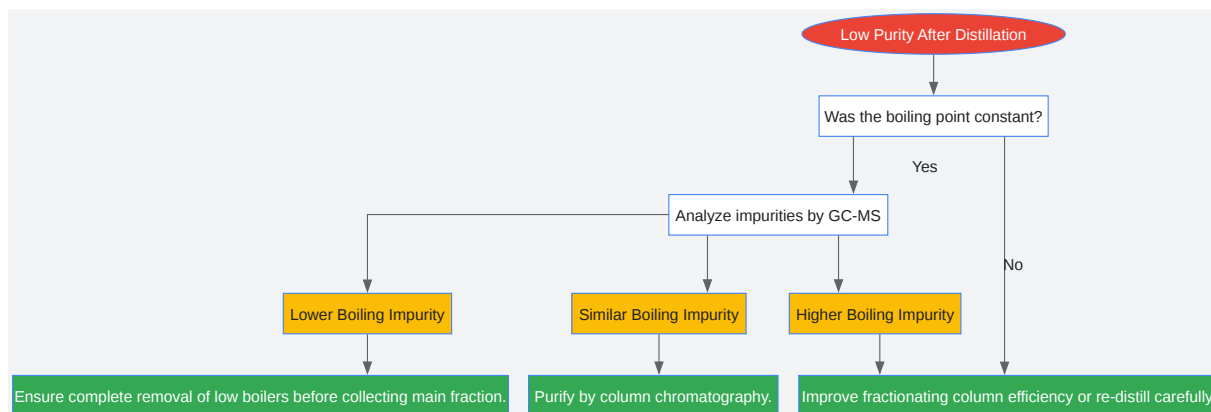 Low Purity After Distillation
Was the boiling point constant?
Yes
Analyze impurities by GC-MS
No
Lower Boiling Impurity
Similar Boiling Impurity
Higher Boiling Impurity
Ensure complete removal of low boilers before collecting main fraction.
Purify by column chromatography.
Improve fractionating column efficiency or re-distill carefully